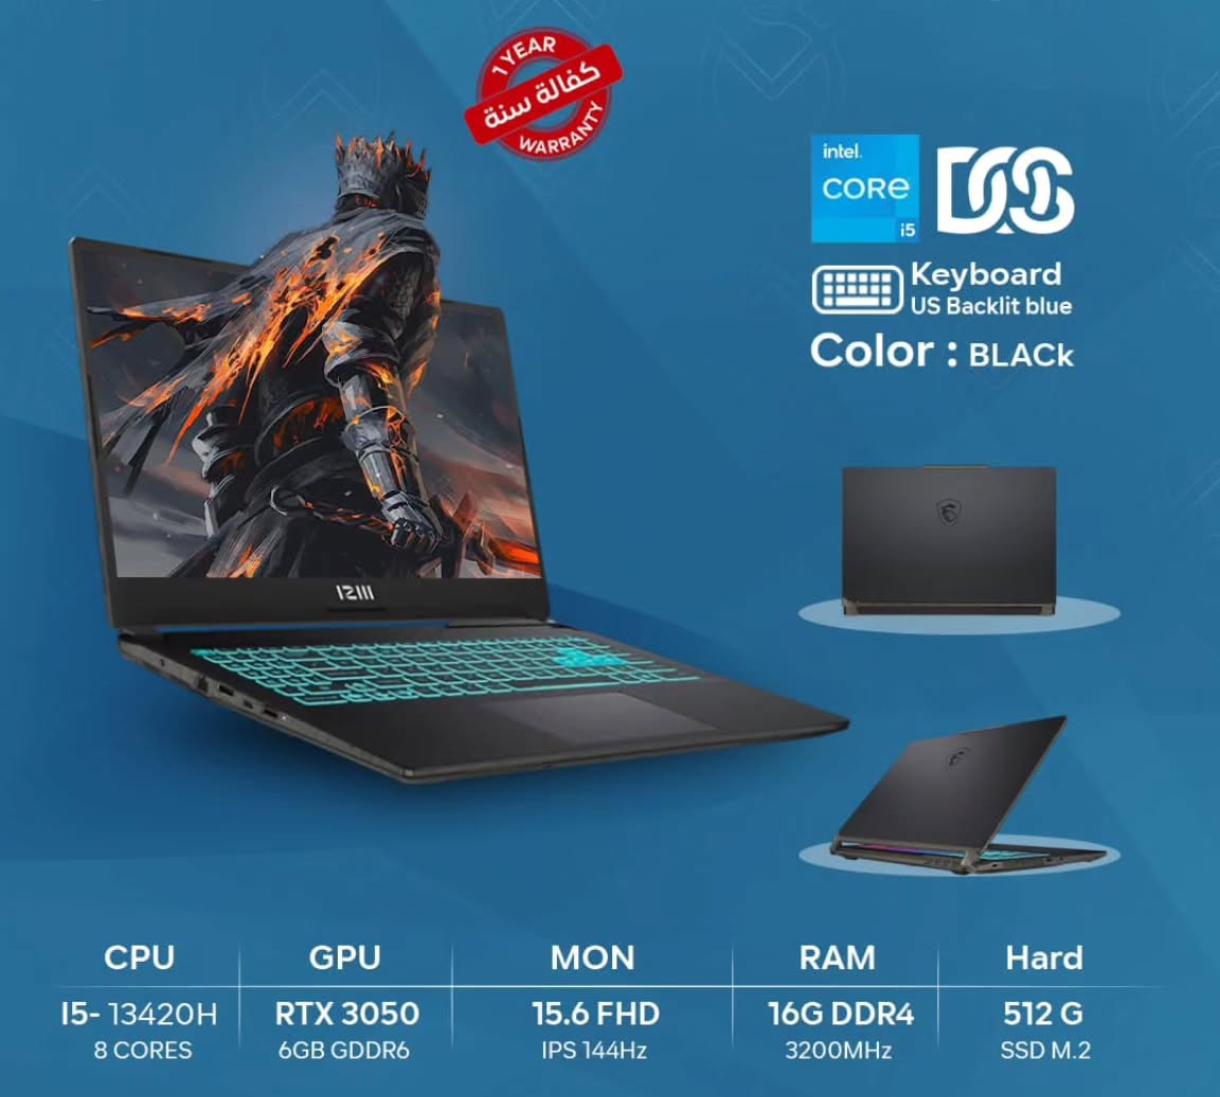 1 YEAR
كفالة سنة
WARRANTY
intel.
CORE
i5
DOS
Keyboard
US Backlit blue
Color : BLACk
CPU
I5- 13420H
8 CORES
GPU
RTX 3050
6GB GDDR6
MON
15.6 FHD
IPS 144Hz
RAM
16G DDR4
3200MHz
Hard
512 G
SSD M.2